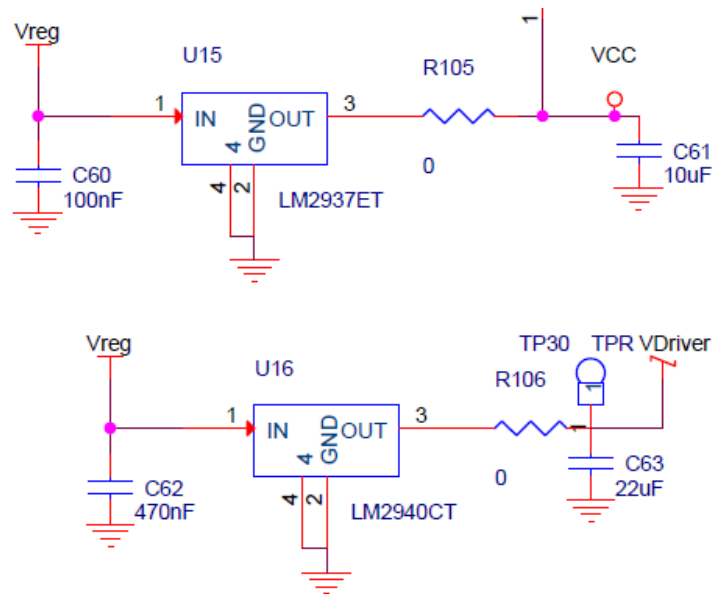 Vreg
U15
1
IN
OUT
GND
4
3
4
2
LM2937ET
C60
100nF
R105
0
1
VCC
C61
10uF
Vreg
U16
1
IN
OUT
GND
4
3
4
2
LM2940CT
C62
470nF
R106
0
TP30
TPR
VDriver
1
1
C63
22uF